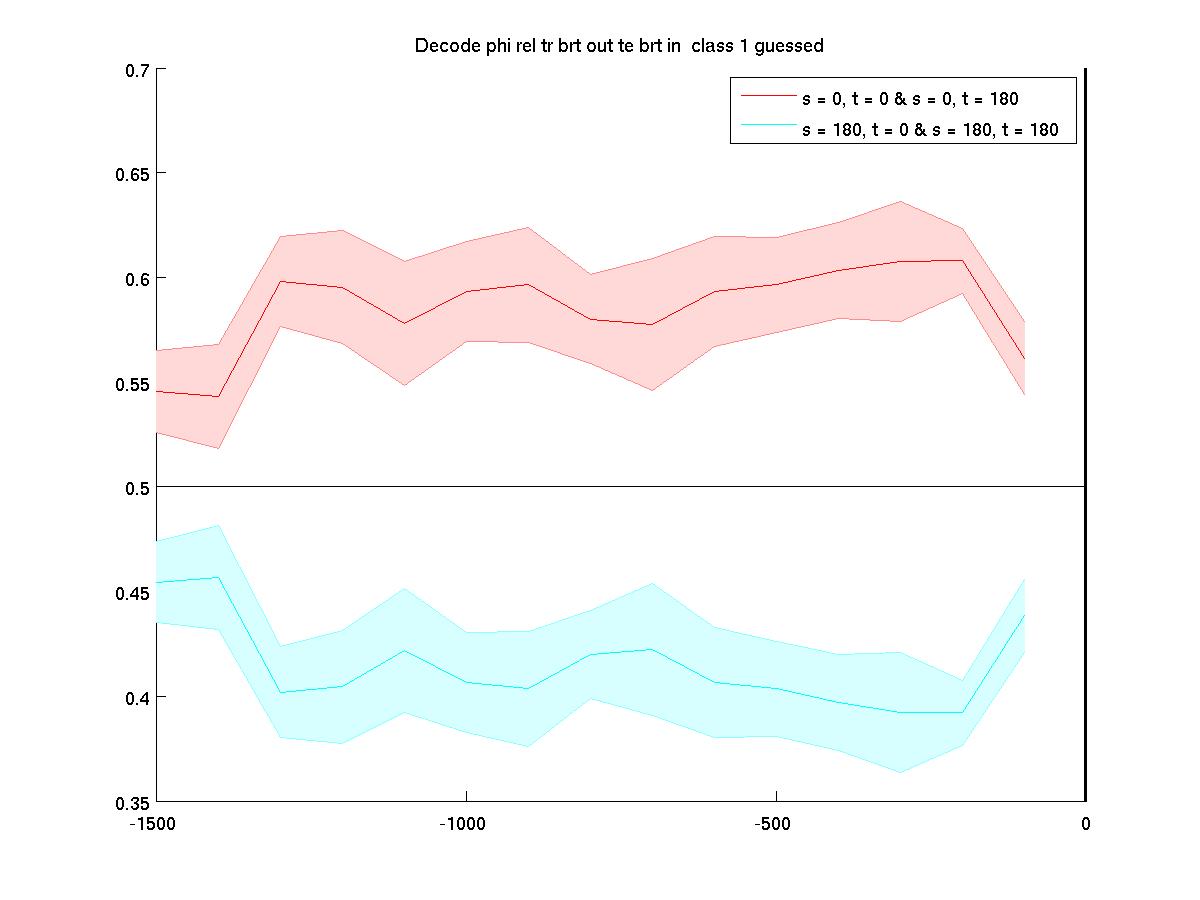 Decode phi rel tr brt out te brt in  class 1 guessed
0.7
s = 0, t = 0 & s = 0, t = 180
s = 180, t = 0 & s = 180, t = 180
0.65
0.6
0.55
0.5
0.45
0.4
0.35
-1500 -1000 -500 0